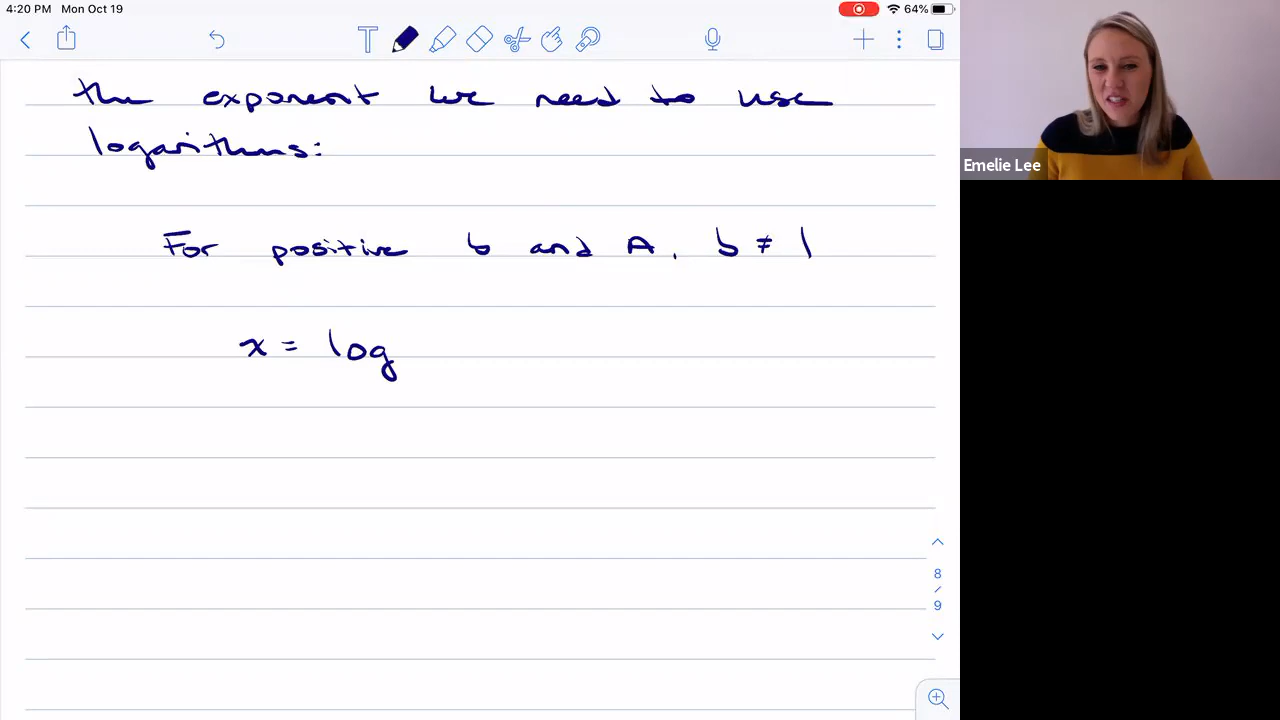 4:20 PM Mon Oct 19
64%
T
the exponent we need to use
logarithms:
For positive b and A, b ≠ 1
x = log
8
/
9
Emelie Lee